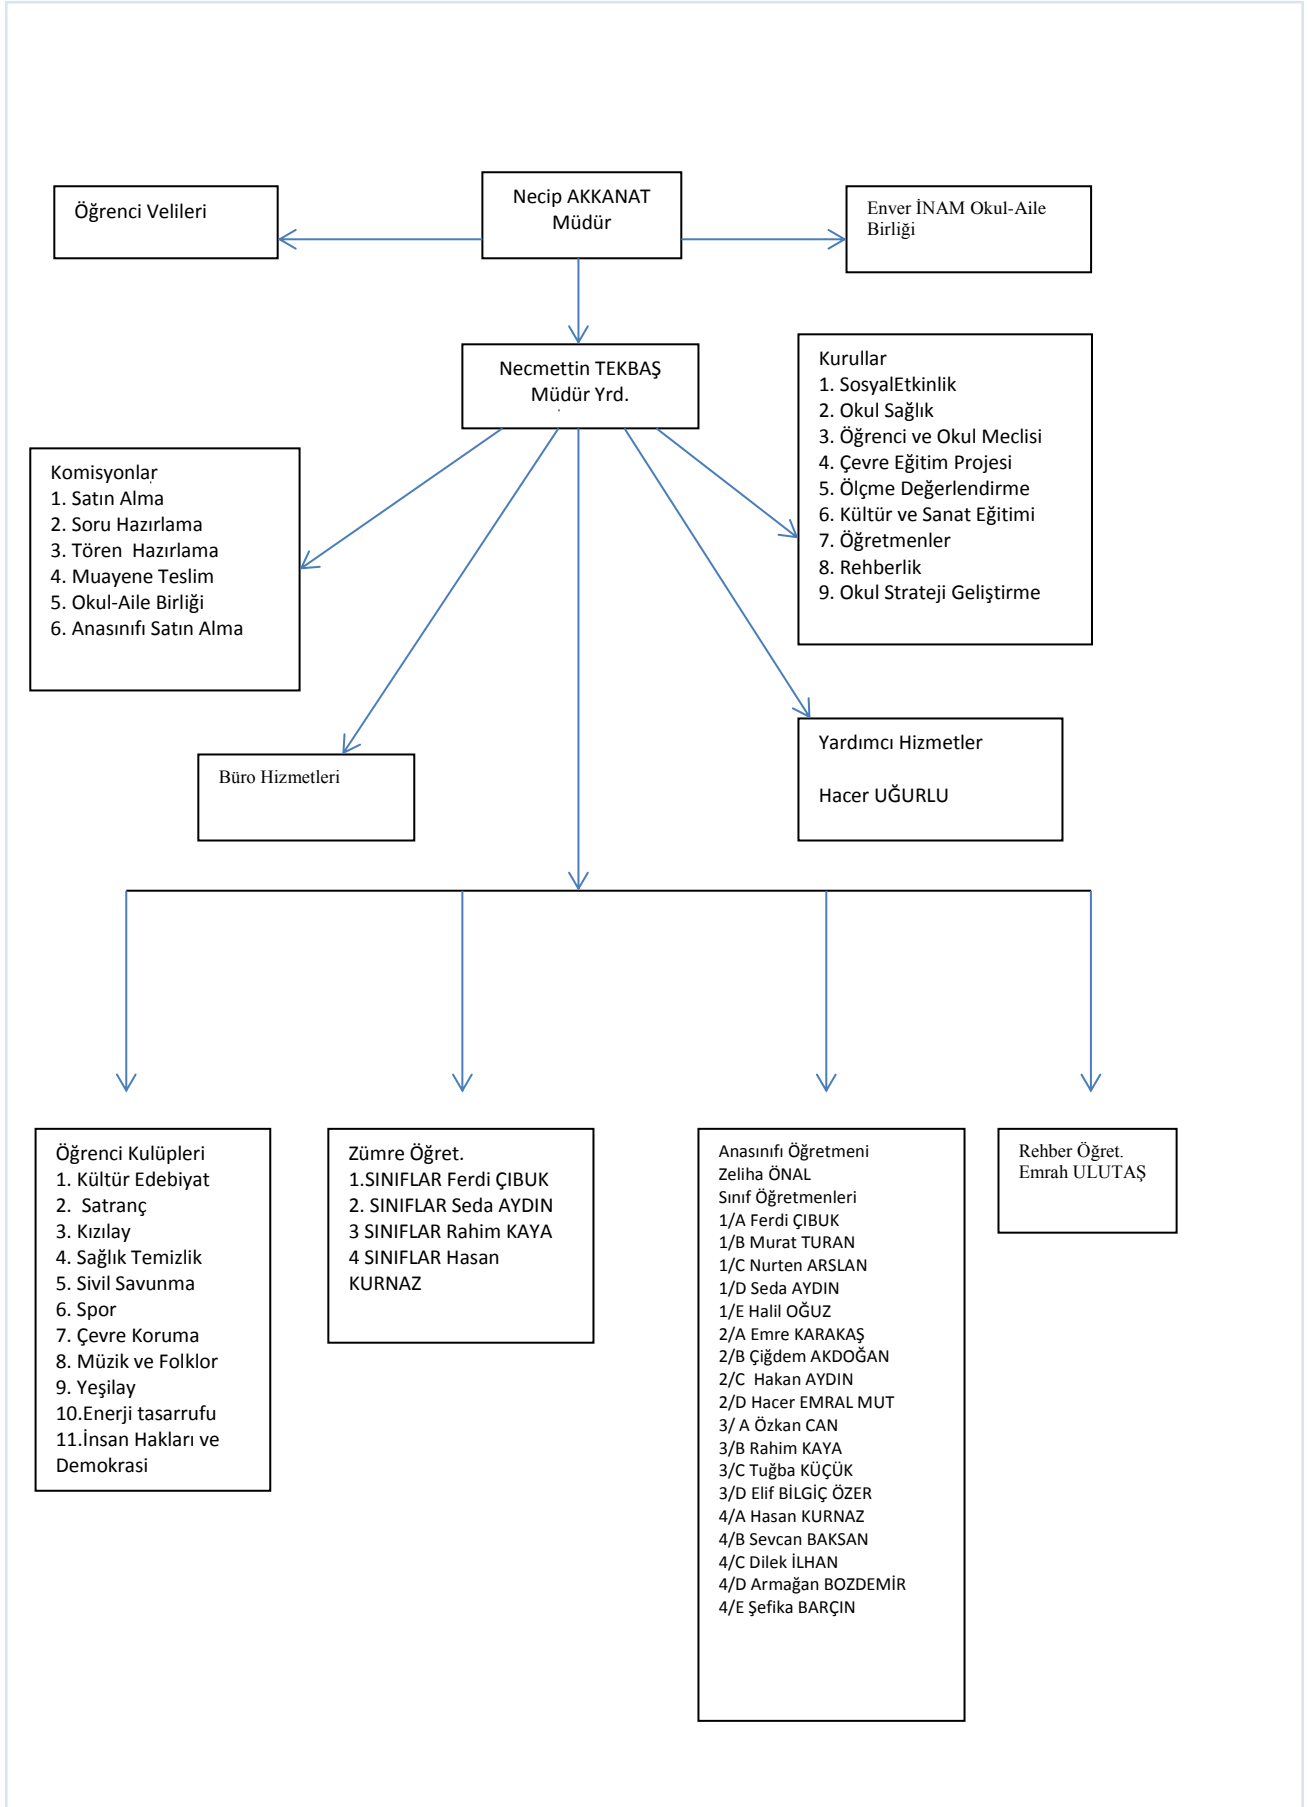 Öğrenci Velileri
Necip AKKANAT
Müdür
Enver İNAM Okul-Aile
Birliği
Necmettin TEKBAŞ
Müdür Yrd.
Kurullar
1. SosyalEtkinlik
2. Okul Sağlık
3. Öğrenci ve Okul Meclisi
4. Çevre Eğitim Projesi
5. Ölçme Değerlendirme
6. Kültür ve Sanat Eğitimi
7. Öğretmenler
8. Rehberlik
9. Okul Strateji Geliştirme
Komisyonlar
1. Satın Alma
2. Soru Hazırlama
3. Tören  Hazırlama
4. Muayene Teslim
5. Okul-Aile Birliği
6. Anasınıfı Satın Alma
Büro Hizmetleri
Yardımcı Hizmetler
Hacer UĞURLU
Öğrenci Kulüpleri
1. Kültür Edebiyat
2.  Satranç
3. Kızılay
4. Sağlık Temizlik
5. Sivil Savunma
6. Spor
7. Çevre Koruma
8. Müzik ve Folklor
9. Yeşilay
10.Enerji tasarrufu
11.İnsan Hakları ve
Demokrasi
Zümre Öğret.
1.SINIFLAR Ferdi ÇIBUK
2. SINIFLAR Seda AYDIN
3 SINIFLAR Rahim KAYA
4 SINIFLAR Hasan
KURNAZ
Anasınıfı Öğretmeni
Zeliha ÖNAL
Sınıf Öğretmenleri
1/A Ferdi ÇIBUK
1/B Murat TURAN
1/C Nurten ARSLAN
1/D Seda AYDIN
1/E Halil OĞUZ
2/A Emre KARAKAŞ
2/B Çiğdem AKDOĞAN
2/C  Hakan AYDIN
2/D Hacer EMRAL MUT
3/ A Özkan CAN
3/B Rahim KAYA
3/C Tuğba KÜÇÜK
3/D Elif BİLGİÇ ÖZER
4/A Hasan KURNAZ
4/B Sevcan BAKSAN
4/C Dilek İLHAN
4/D Armağan BOZDEMİR
4/E Şefika BARÇIN
Rehber Öğret.
Emrah ULUTAŞ